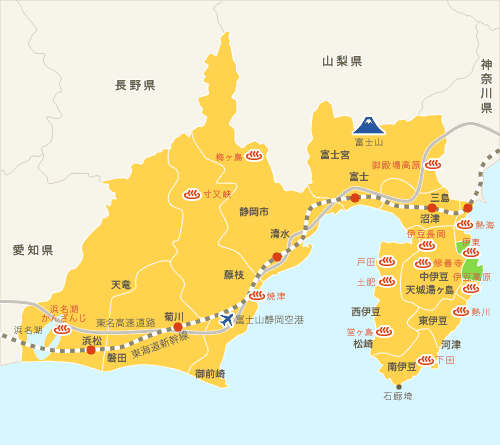 山梨県
神奈川県
長野県
富士山
富士宮
御殿場高原
梅ヶ島
富士
三島
寸又峡
静岡市
沼津
熱海
清水
伊豆長岡
伊東
愛知県
戸田
修善寺
藤枝
土肥
中伊豆
伊豆高原
天竜
焼津
天城湯ヶ島
浜名湖
かんざんじ
菊川
西伊豆
熱川
東名高速道路
富士山静岡空港
東伊豆
浜名湖
堂ヶ島
浜松
松崎
河津
東海道新幹線
磐田
下田
南伊豆
御前崎
石廊埼